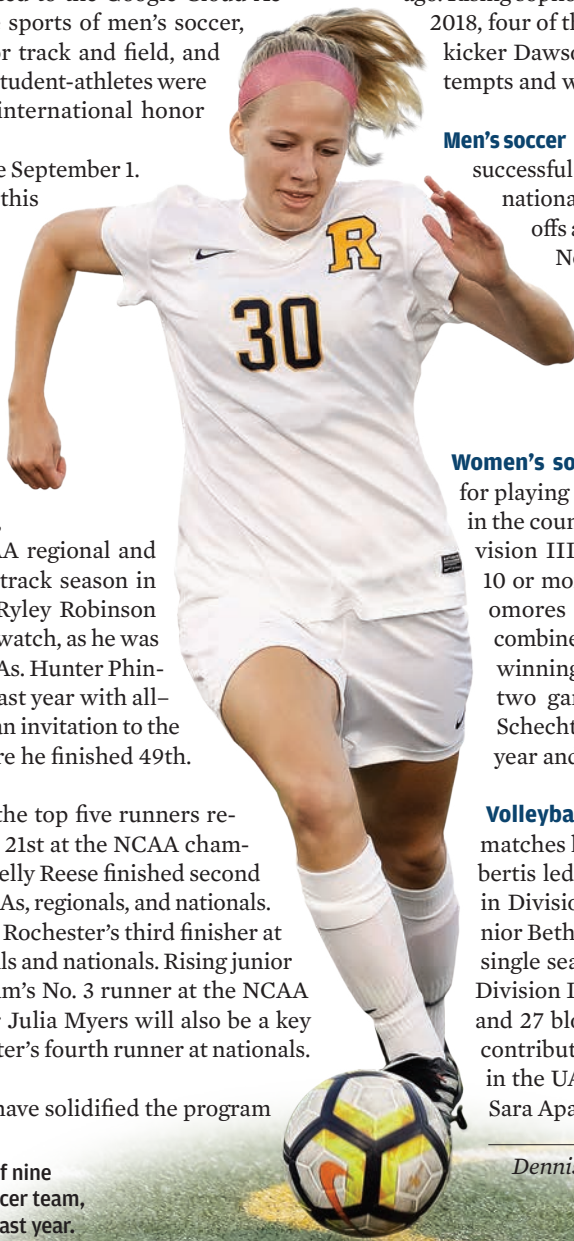 sports of men's soccer,
or track and field, and
student-athletes were
international honor
e September 1.
this
R
30
A regional and
track season in
Ryley Robinson
watch, as he was
As. Hunter Phin-
ast year with all–
an invitation to the
re he finished 49th.
the top five runners re-
21st at the NCAA cham-
elly Reese finished second
As, regionals, and nationals.
Rochester's third finisher at
ls and nationals. Rising junior
m's No. 3 runner at the NCAA
r Julia Myers will also be a key
ter's fourth runner at nationals.
have solidified the program
f nine
cer team,
ast year.
2018, four of th
kicker Dawso
tempts and w
Men's soccer
successful
nationa
offs a
No
Women's so
for playing
in the coun
vision III
10 or mo
omores
combine
winning
two gar
Schecht
year and
Volleyba
matches l
bertis led
in Divisio
nior Beth
single sea
Division I
and 27 blo
contribut
in the UA
Sara Apa
Dennis